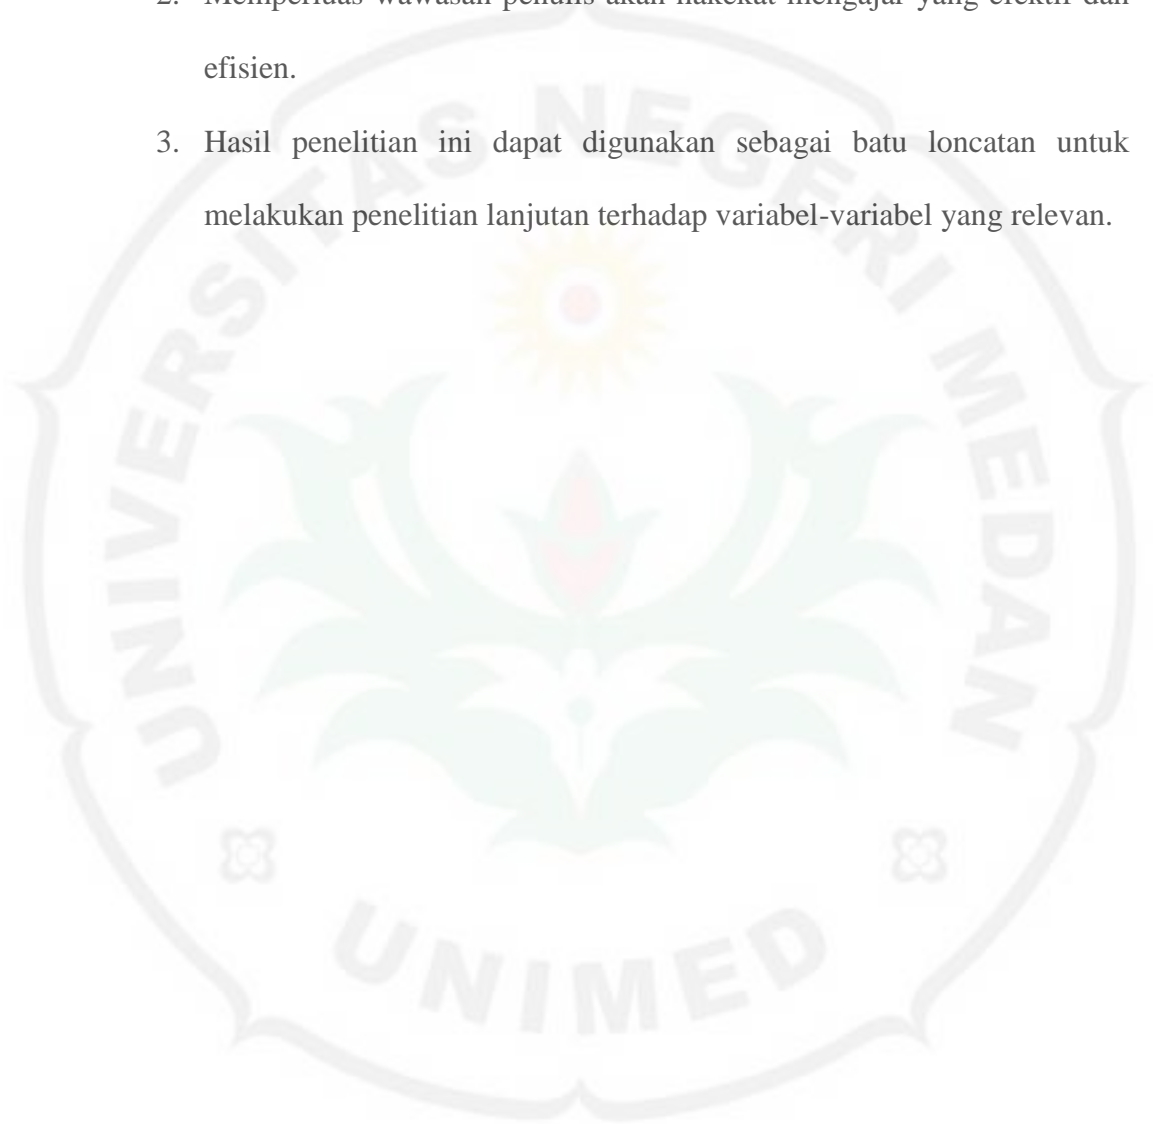 2. Memperluas wawasan penulis akan hakekat mengajar yang efektif dan
efisien.
3. Hasil penelitian ini dapat digunakan sebagai batu loncatan untuk
melakukan penelitian lanjutan terhadap variabel-variabel yang relevan.
UNIVERSITAS NEGERI MEDAN
UNIMED